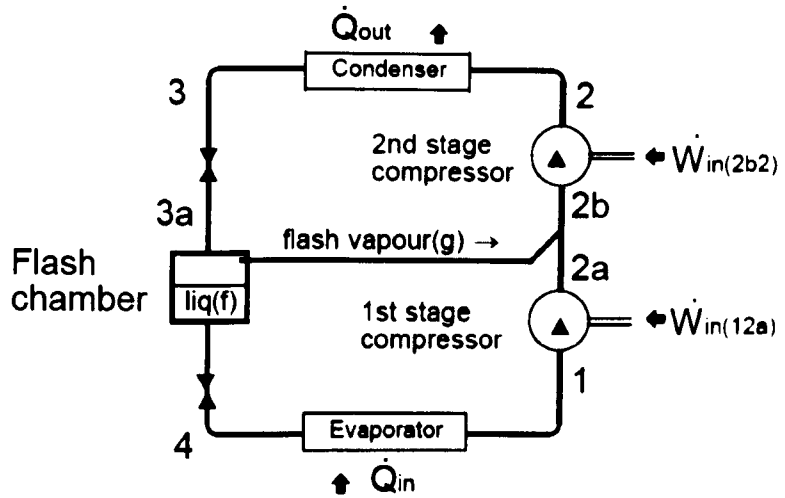 Q̇out
Condenser
3
2
2nd stage
compressor
Ẇin(2b2)
3a
2b
flash vapour(g) →
Flash
chamber
liq(f)
2a
1st stage
compressor
Ẇin(12a)
1
Evaporator
4
Q̇in